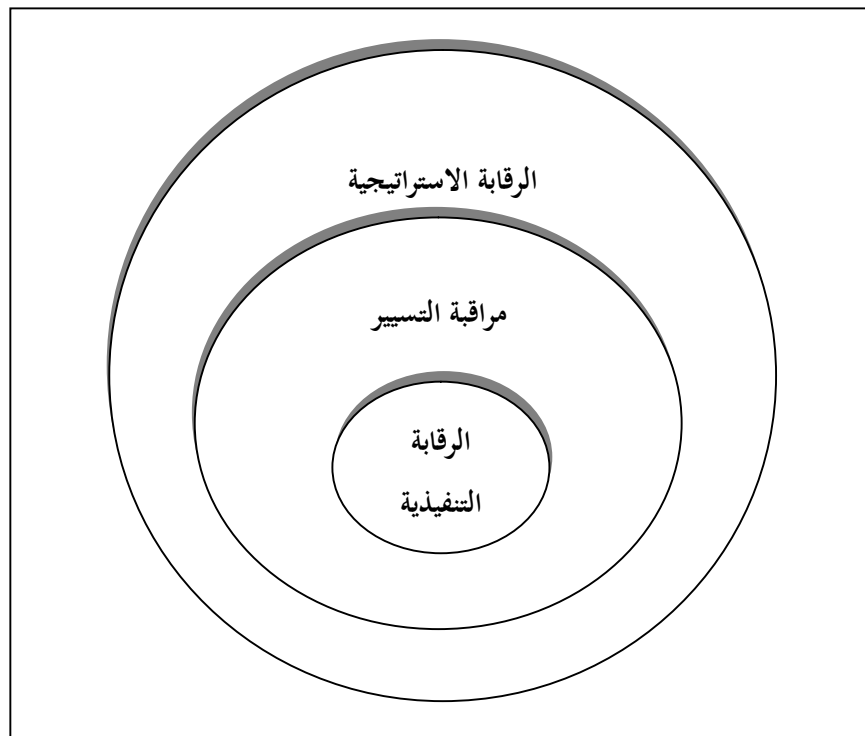 الرقابة الاستراتيجية
مراقبة التسيير
الرقابة
التنفيذية